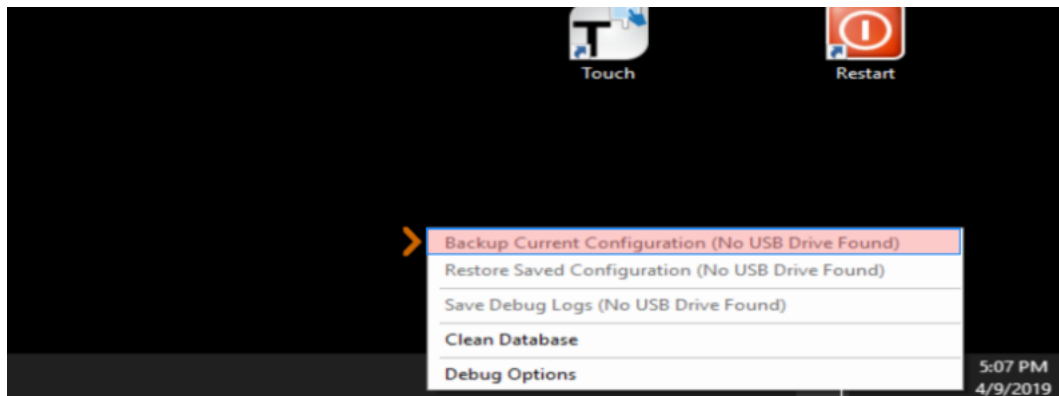 Touch
Restart
Backup Current Configuration (No USB Drive Found)
Restore Saved Configuration (No USB Drive Found)
Save Debug Logs (No USB Drive Found)
Clean Database
Debug Options
5:07 PM
4/9/2019